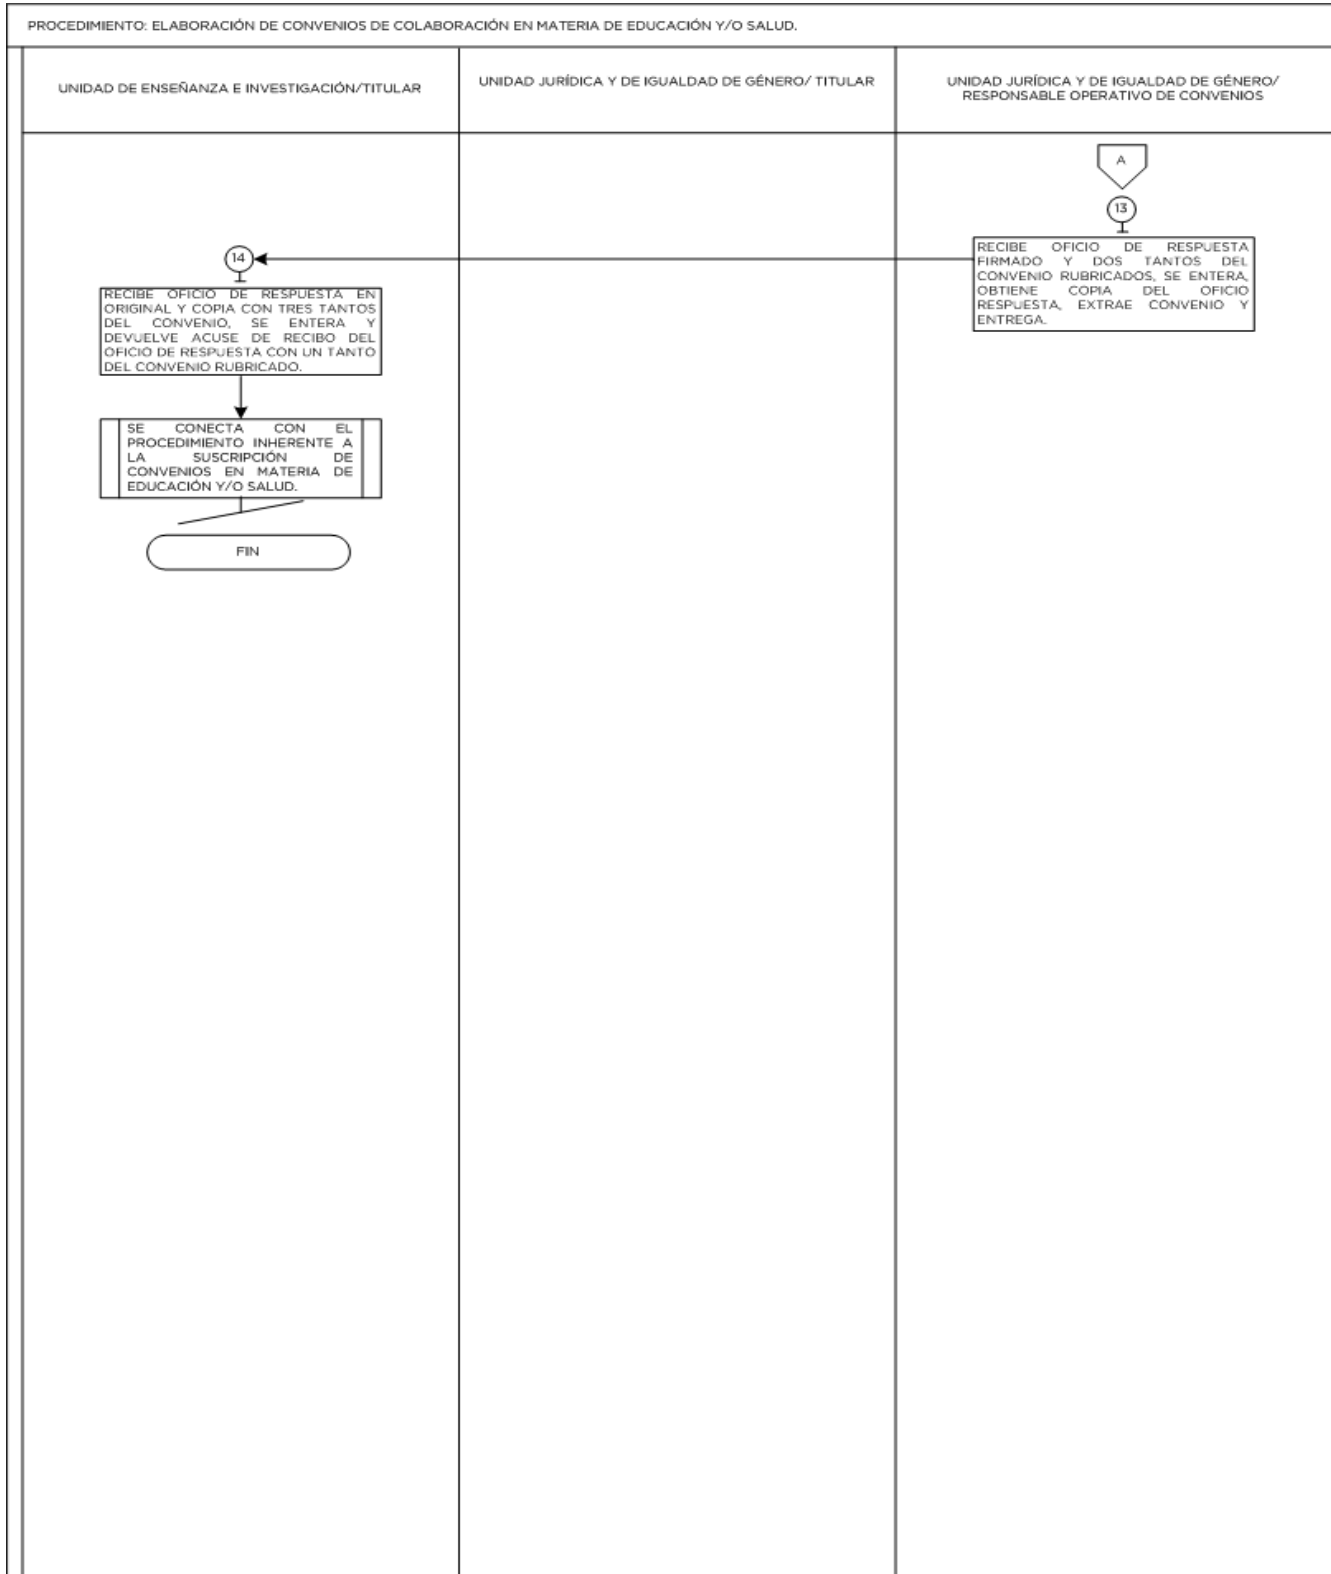 PROCEDIMIENTO: ELABORACIÓN DE CONVENIOS DE COLABORACIÓN EN MATERIA DE EDUCACIÓN Y/O SALUD.
UNIDAD DE ENSEÑANZA E INVESTIGACIÓN/TITULAR
UNIDAD JURÍDICA Y DE IGUALDAD DE GÉNERO/ TITULAR
UNIDAD JURÍDICA Y DE IGUALDAD DE GÉNERO/
RESPONSABLE OPERATIVO DE CONVENIOS
A
13
RECIBE OFICIO DE RESPUESTA
FIRMADO Y DOS TANTOS DEL
CONVENIO RUBRICADOS, SE ENTERA,
OBTIENE COPIA DEL OFICIO
RESPUESTA, EXTRAE CONVENIO Y
ENTREGA.
14
RECIBE OFICIO DE RESPUESTA EN
ORIGINAL Y COPIA CON TRES TANTOS
DEL CONVENIO, SE ENTERA Y
DEVUELVE ACUSE DE RECIBO DEL
OFICIO DE RESPUESTA CON UN TANTO
DEL CONVENIO RUBRICADO.
SE CONECTA CON EL
PROCEDIMIENTO INHERENTE A
LA SUSCRIPCIÓN DE
CONVENIOS EN MATERIA DE
EDUCACIÓN Y/O SALUD.
FIN